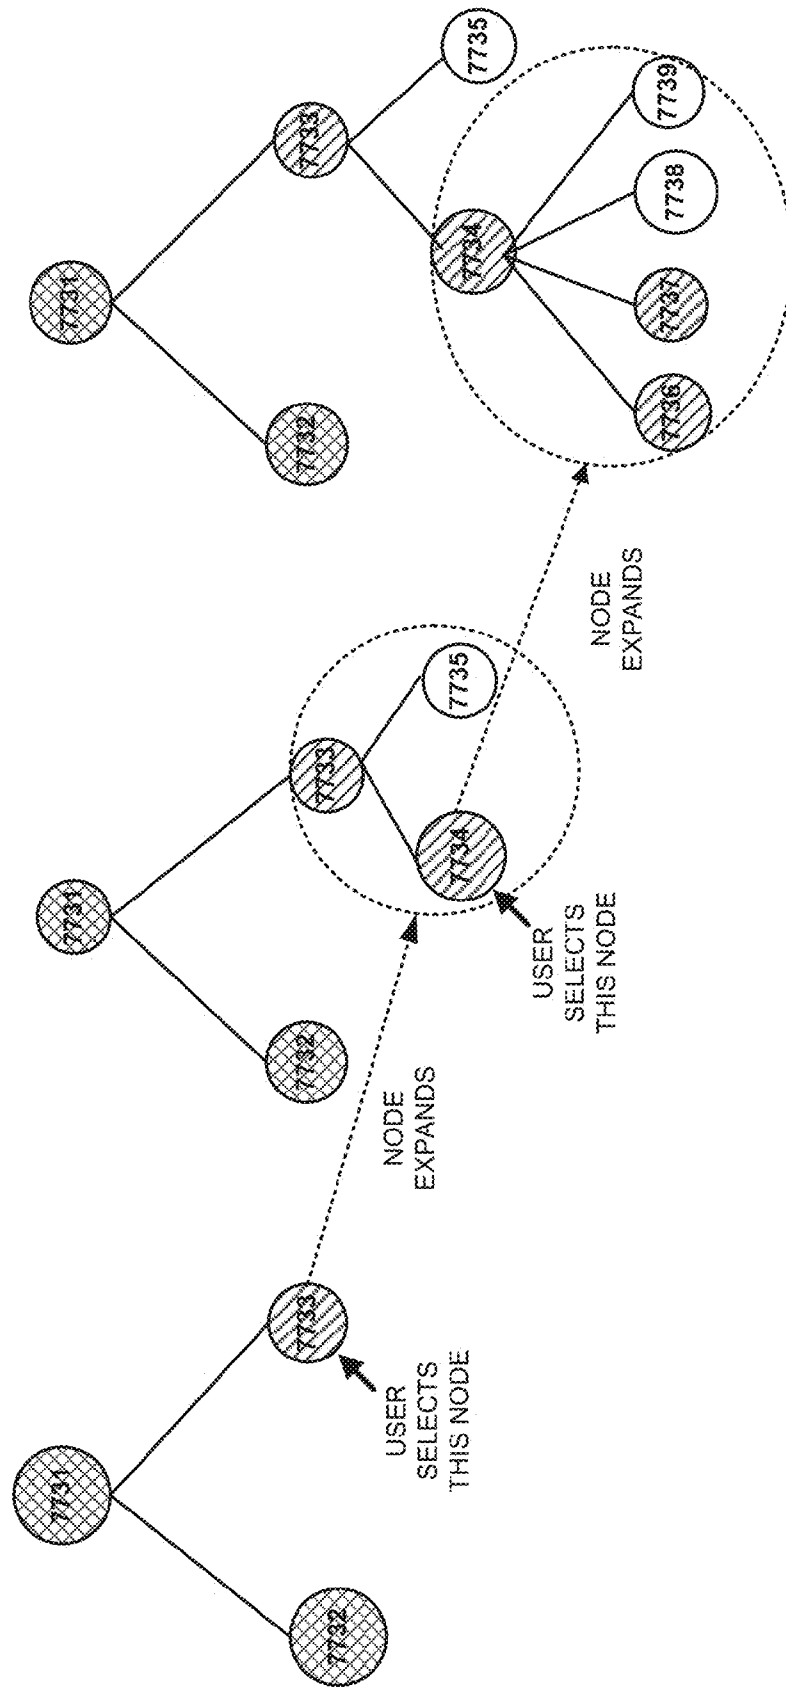 7731
7732
7733
USER
SELECTS
THIS NODE
NODE
EXPANDS
7731
7732
7733
7734
7735
USER
SELECTS
THIS NODE
NODE
EXPANDS
7731
7732
7733
7734
7735
7736
7737
7738
7739